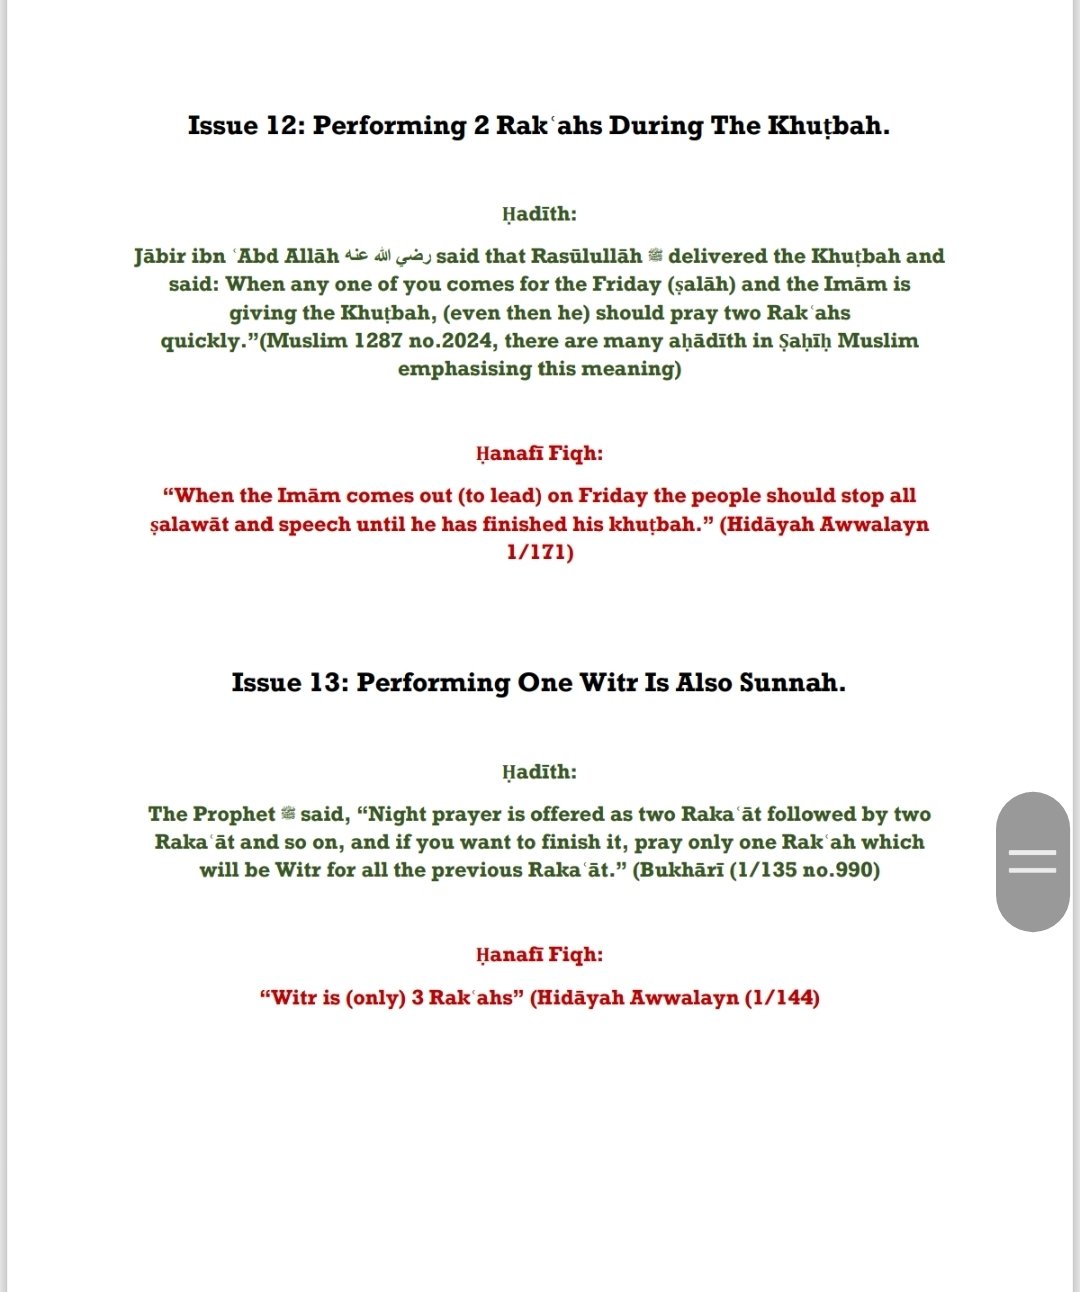 Issue 12: Performing 2 Rakʿahs During The Khuṭbah.
Ḥadīth:
Jābir ibn ʿAbd Allāh رضي الله عنه said that Rasūlullāh ﷺ delivered the Khuṭbah and
said: When any one of you comes for the Friday (ṣalāh) and the Imām is
giving the Khuṭbah, (even then he) should pray two Rakʿahs
quickly.”(Muslim 1287 no.2024, there are many aḥādīth in Ṣaḥīḥ Muslim
emphasising this meaning)
Ḥanafī Fiqh:
“When the Imām comes out (to lead) on Friday the people should stop all
ṣalawāt and speech until he has finished his khuṭbah.” (Hidāyah Awwalayn
1/171)
Issue 13: Performing One Witr Is Also Sunnah.
Ḥadīth:
The Prophet ﷺ said, “Night prayer is offered as two Rakaʿāt followed by two
Rakaʿāt and so on, and if you want to finish it, pray only one Rakʿah which
will be Witr for all the previous Rakaʿāt.” (Bukhārī (1/135 no.990)
Ḥanafī Fiqh:
“Witr is (only) 3 Rakʿahs” (Hidāyah Awwalayn (1/144)